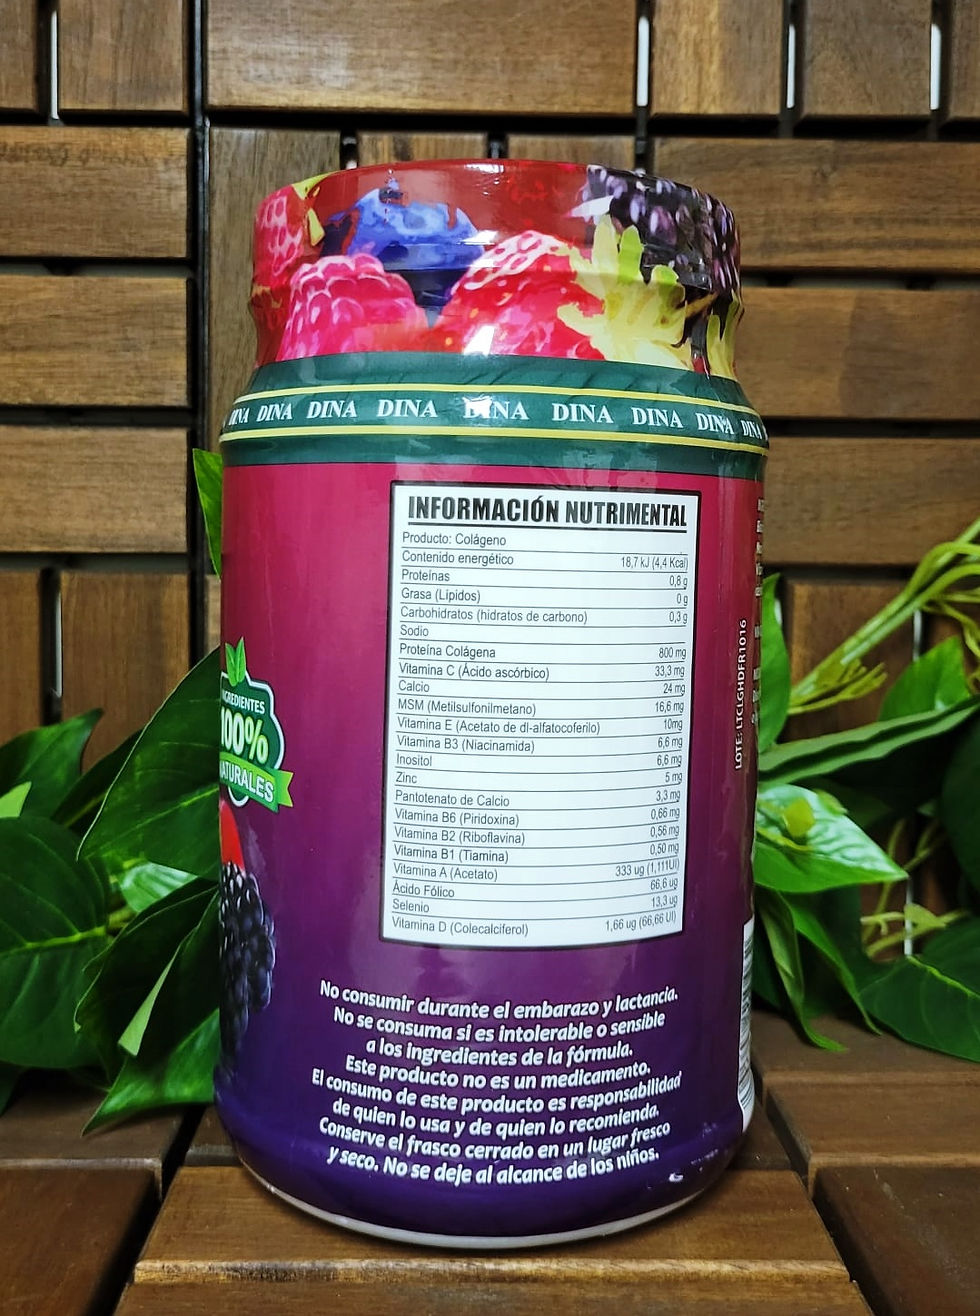 DINA DINA DINA DINA DINA DINA DINA DINA DINA
INFORMACIÓN NUTRIMENTAL
Producto: Colágeno
Contenido energético 18,7 kJ (4,4 Kcal)
Proteínas 0,8 g
Grasa (Lípidos) 0 g
Carbohidratos (hidratos de carbono) 0,3 g
Sodio
Proteína Colágena 800 mg
Vitamina C (Ácido ascórbico) 33,3 mg
Calcio 24 mg
MSM (Metilsulfonilmetano) 16,6 mg
Vitamina E (Acetato de dl-alfatocoferilo) 10mg
Vitamina B3 (Niacinamida) 6,6 mg
Inositol 6,6 mg
Zinc 5 mg
Pantotenato de Calcio 3,3 mg
Vitamina B6 (Piridoxina) 0,66 mg
Vitamina B2 (Riboflavina) 0,56 mg
Vitamina B1 (Tiamina) 0,50 mg
Vitamina A (Acetato) 333 ug (1,111UI)
Ácido Fólico 66,6 ug
Selenio 13,3 ug
Vitamina D (Colecalciferol) 1,66 ug (66,66 UI)
NGREDIENTES
100%
NATURALES
LOTE: LTCLGHDFR1016
No consumir durante el embarazo y lactancia.
No se consuma si es intolerable o sensible
a los ingredientes de la fórmula.
Este producto no es un medicamento.
El consumo de este producto es responsabilidad
de quien lo usa y de quien lo recomienda.
Conserve el frasco cerrado en un lugar fresco
y seco. No se deje al alcance de los niños.